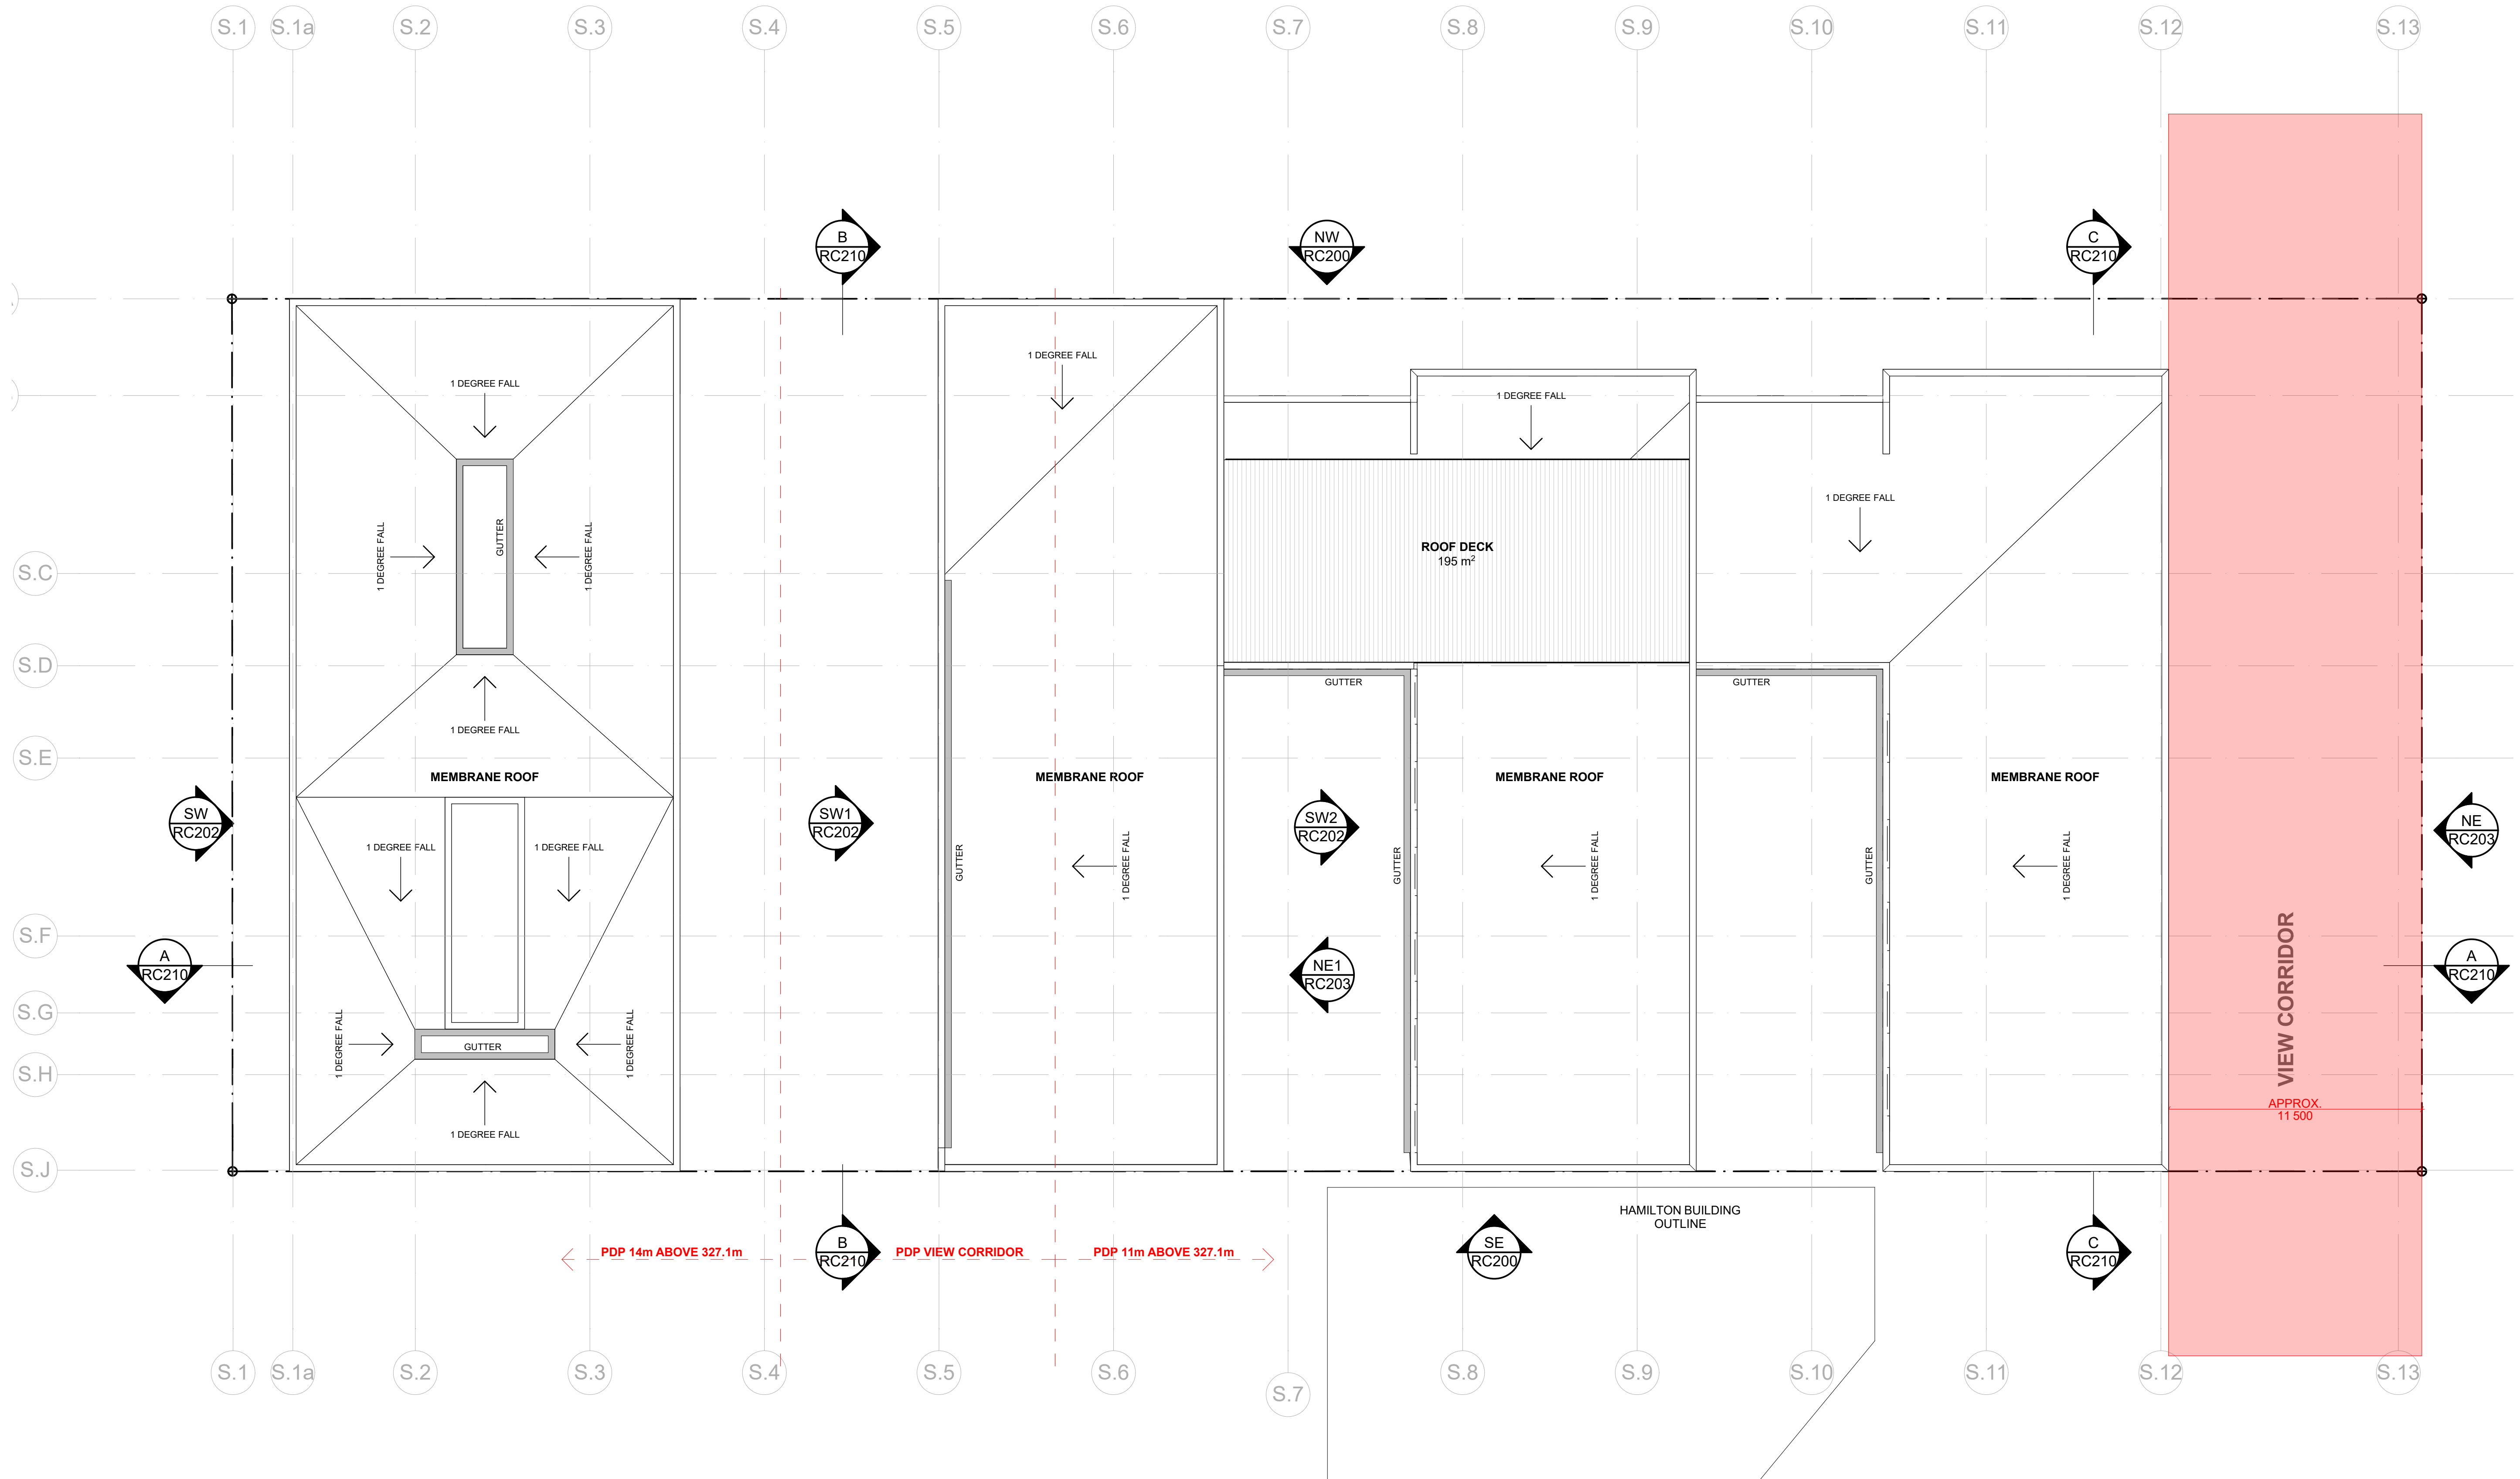 S.1 S.1a S.2 S.3 S.4 S.5 S.6 S.7 S.8 S.9 S.10 S.11 S.12 S.13
B
RC210
NW
RC200
C
RC210
1 DEGREE FALL
1 DEGREE FALL
1 DEGREE FALL
1 DEGREE FALL
1 DEGREE FALL
GUTTER
1 DEGREE FALL
ROOF DECK
195 m²
S.C
S.D
GUTTER
GUTTER
1 DEGREE FALL
S.E
MEMBRANE ROOF
MEMBRANE ROOF
MEMBRANE ROOF
MEMBRANE ROOF
SW
RC202
SW1
RC202
SW2
RC202
NE
RC203
1 DEGREE FALL
1 DEGREE FALL
GUTTER
1 DEGREE FALL
GUTTER
1 DEGREE FALL
GUTTER
1 DEGREE FALL
S.F
A
RC210
NE1
RC203
VIEW CORRIDOR
A
RC210
S.G
1 DEGREE FALL
GUTTER
1 DEGREE FALL
S.H
APPROX.
11 500
1 DEGREE FALL
S.J
HAMILTON BUILDING
OUTLINE
PDP 14m ABOVE 327.1m
B
RC210
PDP VIEW CORRIDOR
PDP 11m ABOVE 327.1m
SE
RC200
C
RC210
S.1 S.1a S.2 S.3 S.4 S.5 S.6 S.7 S.8 S.9 S.10 S.11 S.12 S.13